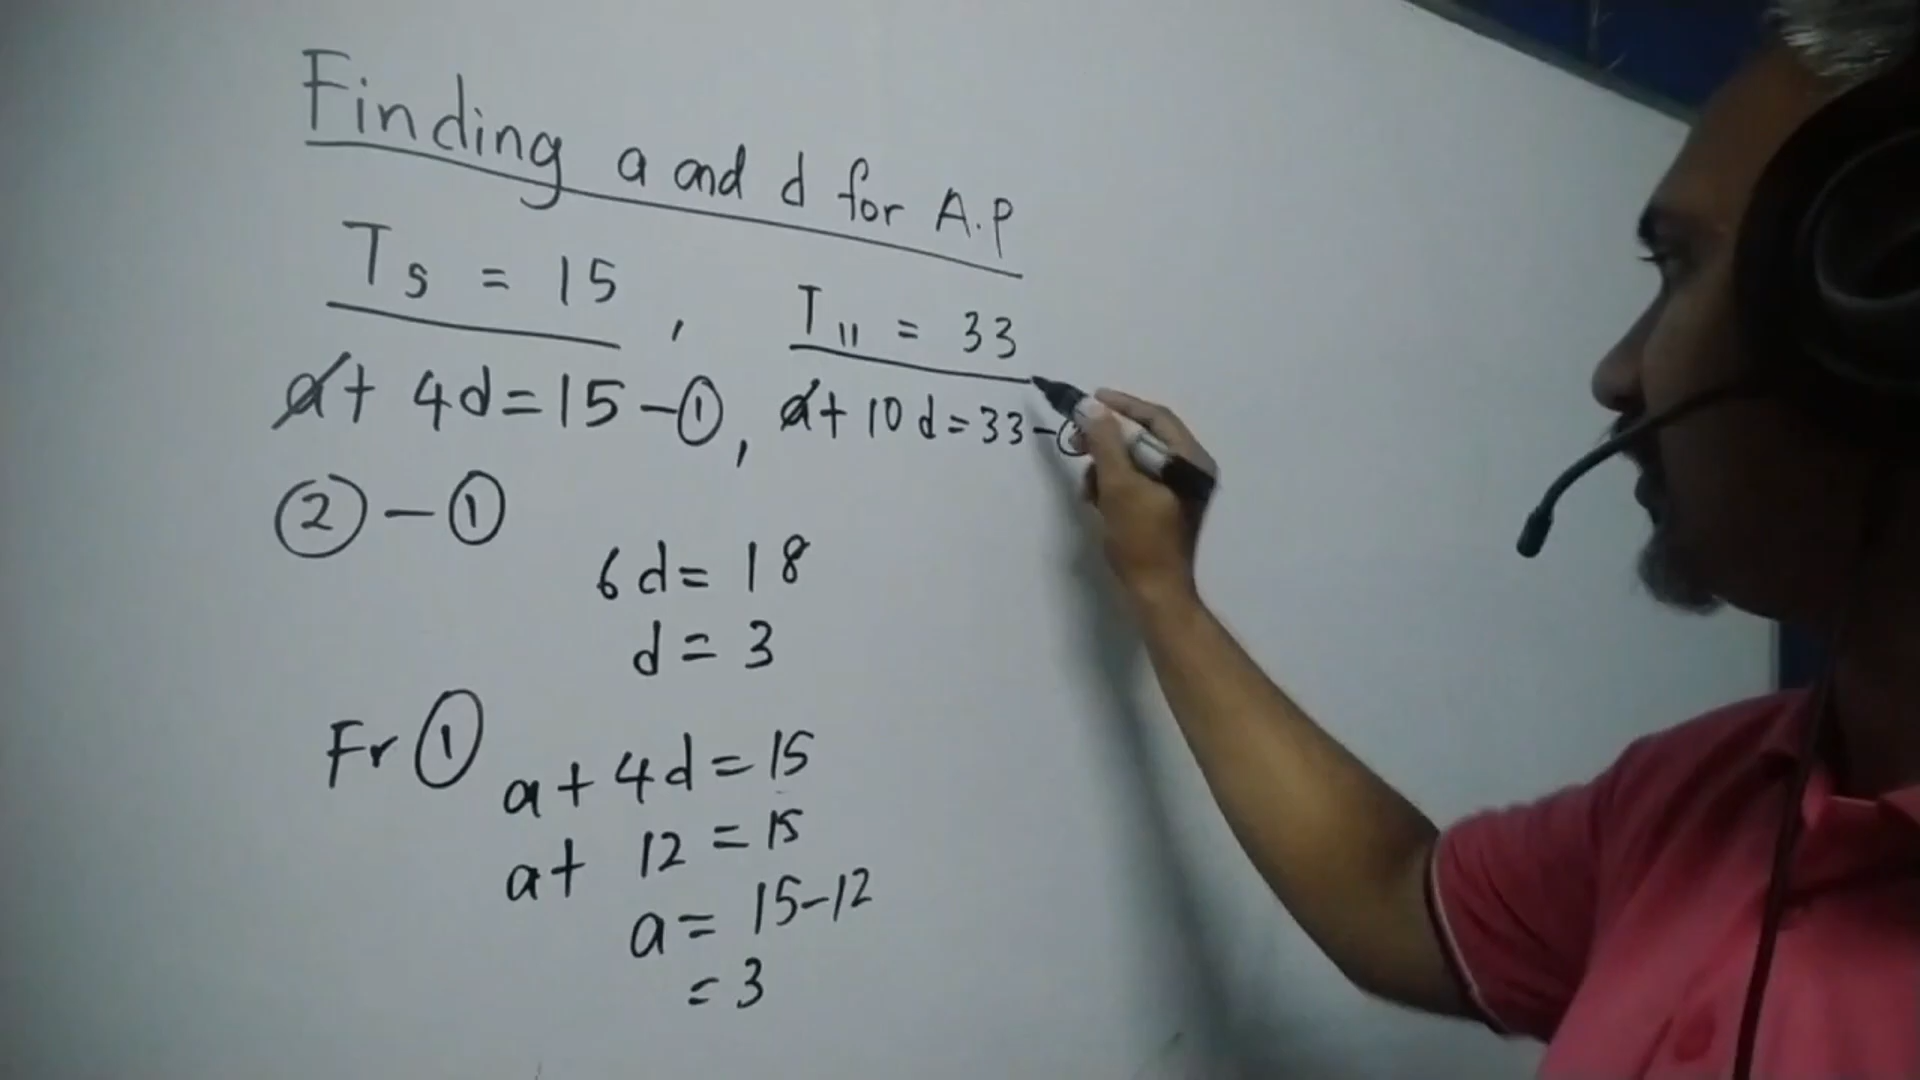 Finding a and d for A.P
T₅ = 15 , T₁₁ = 33
a + 4d = 15 - ① , a + 10d = 33 - ②
② - ①
6d = 18
d = 3
Fr ① a + 4d = 15
a + 12 = 15
a = 15 - 12
= 3